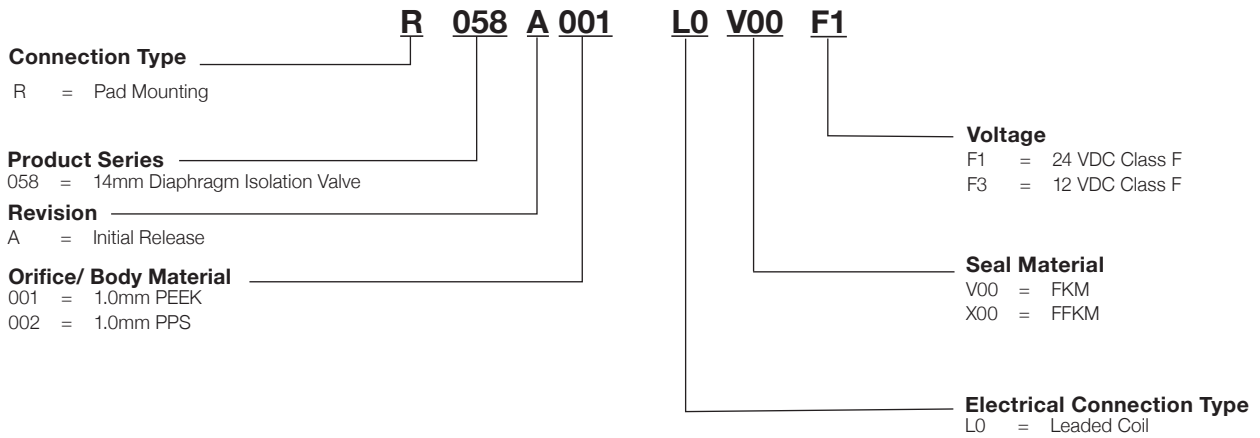 R 058 A 001 L0 V00 F1
Connection Type
R = Pad Mounting
Product Series
058 = 14mm Diaphragm Isolation Valve
Revision
A = Initial Release
Orifice/ Body Material
001 = 1.0mm PEEK
002 = 1.0mm PPS
Voltage
F1 = 24 VDC Class F
F3 = 12 VDC Class F
Seal Material
V00 = FKM
X00 = FFKM
Electrical Connection Type
L0 = Leaded Coil